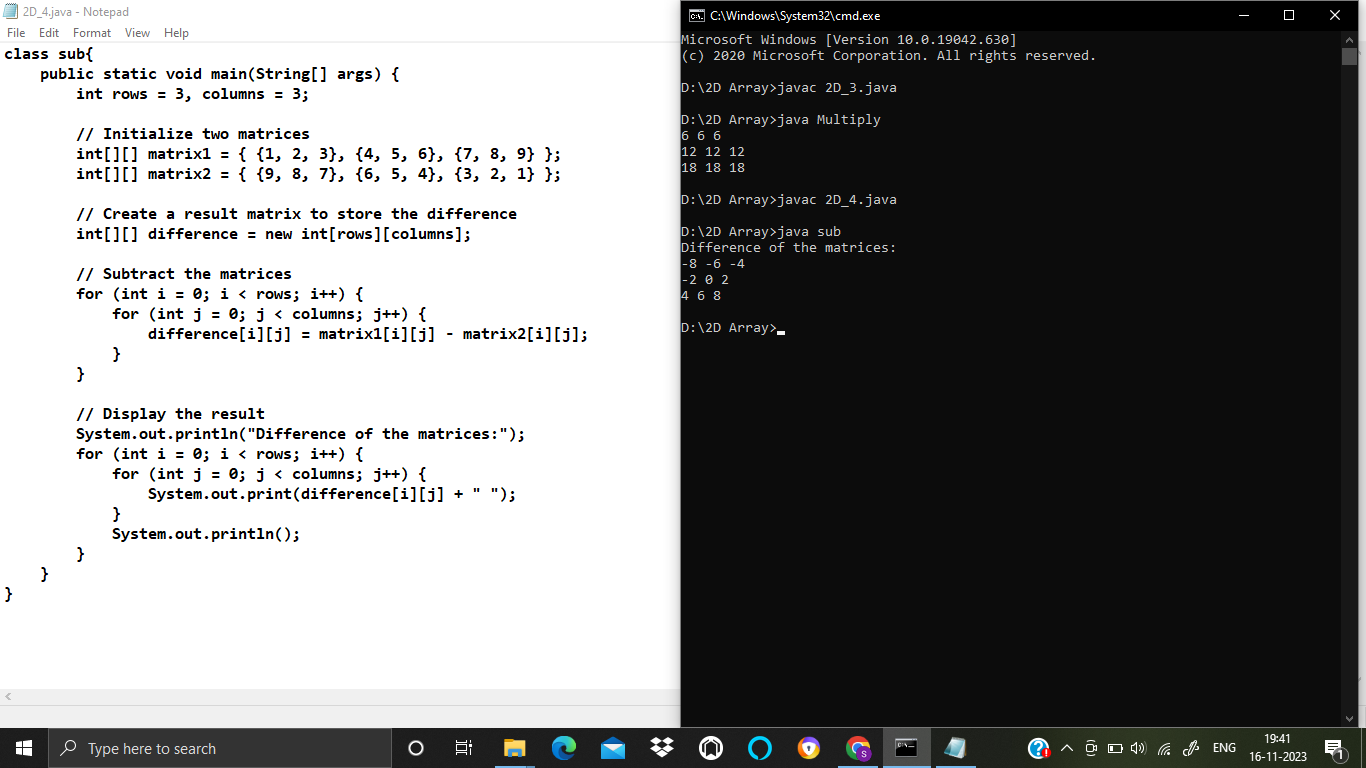 2D_4.java - Notepad
File Edit Format View Help
class sub{
    public static void main(String[] args) {
        int rows = 3, columns = 3;

        // Initialize two matrices
        int[][] matrix1 = { {1, 2, 3}, {4, 5, 6}, {7, 8, 9} };
        int[][] matrix2 = { {9, 8, 7}, {6, 5, 4}, {3, 2, 1} };

        // Create a result matrix to store the difference
        int[][] difference = new int[rows][columns];

        // Subtract the matrices
        for (int i = 0; i < rows; i++) {
            for (int j = 0; j < columns; j++) {
                difference[i][j] = matrix1[i][j] - matrix2[i][j];
            }
        }

        // Display the result
        System.out.println("Difference of the matrices:");
        for (int i = 0; i < rows; i++) {
            for (int j = 0; j < columns; j++) {
                System.out.print(difference[i][j] + " ");
            }
            System.out.println();
        }
    }
}
C:\Windows\System32\cmd.exe
Microsoft Windows [Version 10.0.19042.630]
(c) 2020 Microsoft Corporation. All rights reserved.

D:\2D Array>javac 2D_3.java

D:\2D Array>java Multiply
6 6 6
12 12 12
18 18 18

D:\2D Array>javac 2D_4.java

D:\2D Array>java sub
Difference of the matrices:
-8 -6 -4
-2 0 2
4 6 8

D:\2D Array>
Type here to search
S
ENG
19:41
16-11-2023
1